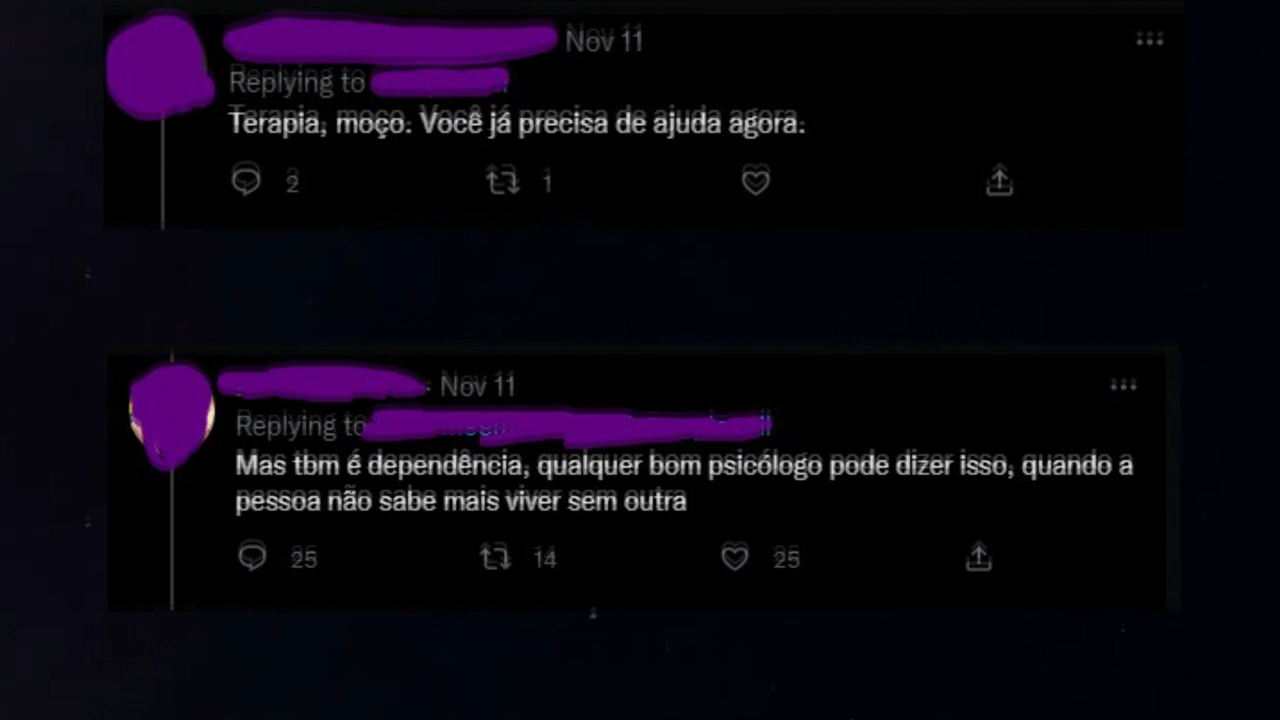 Nov 11
Replying to
Terapia, moço. Você já precisa de ajuda agora.
2 1
Nov 11
Replying to
Mas tbm é dependência, qualquer bom psicólogo pode dizer isso, quando a
pessoa não sabe mais viver sem outra
25 14 25